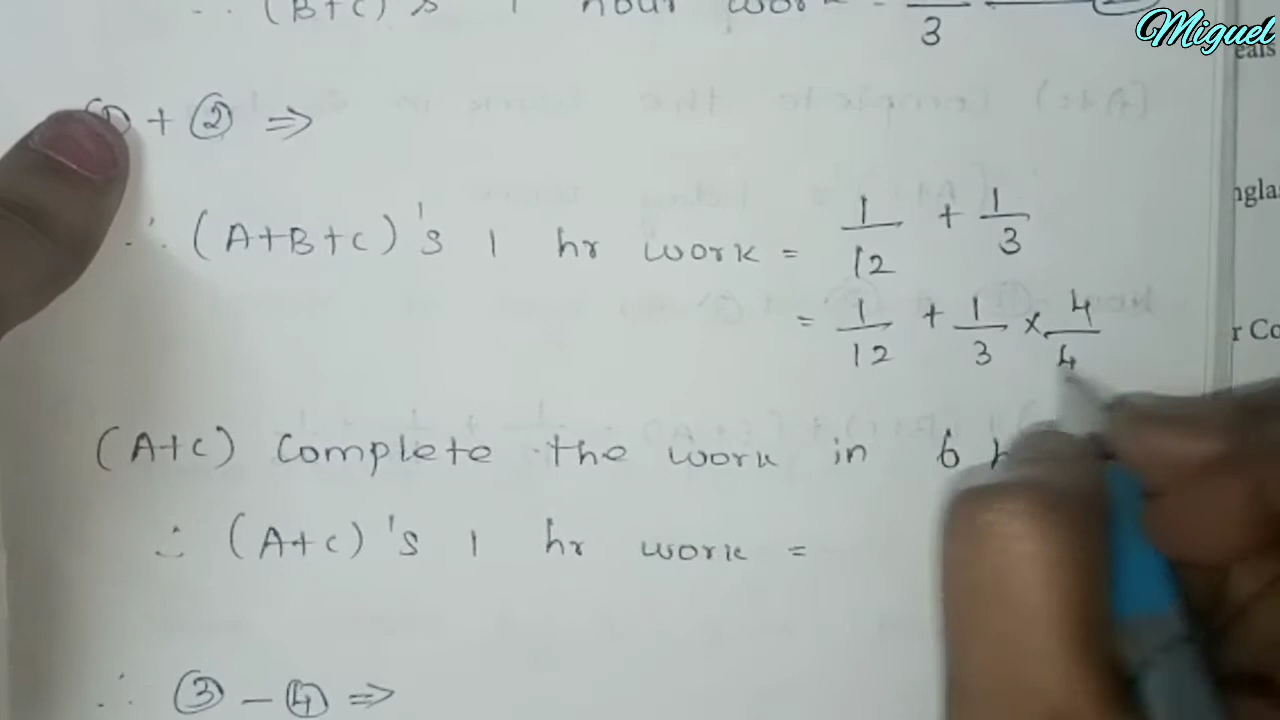 ∴ (B+C)'s 1 hour work = 
3
Miguel
① + ② ⇒
∴ (A+B+C)'s 1 hr work = 1/12 + 1/3
= 1/12 + 1/3 × 4/4
(A+C) Complete the work in 6
∴ (A+C)'s 1 hr work =
∴ ③ - ④ ⇒